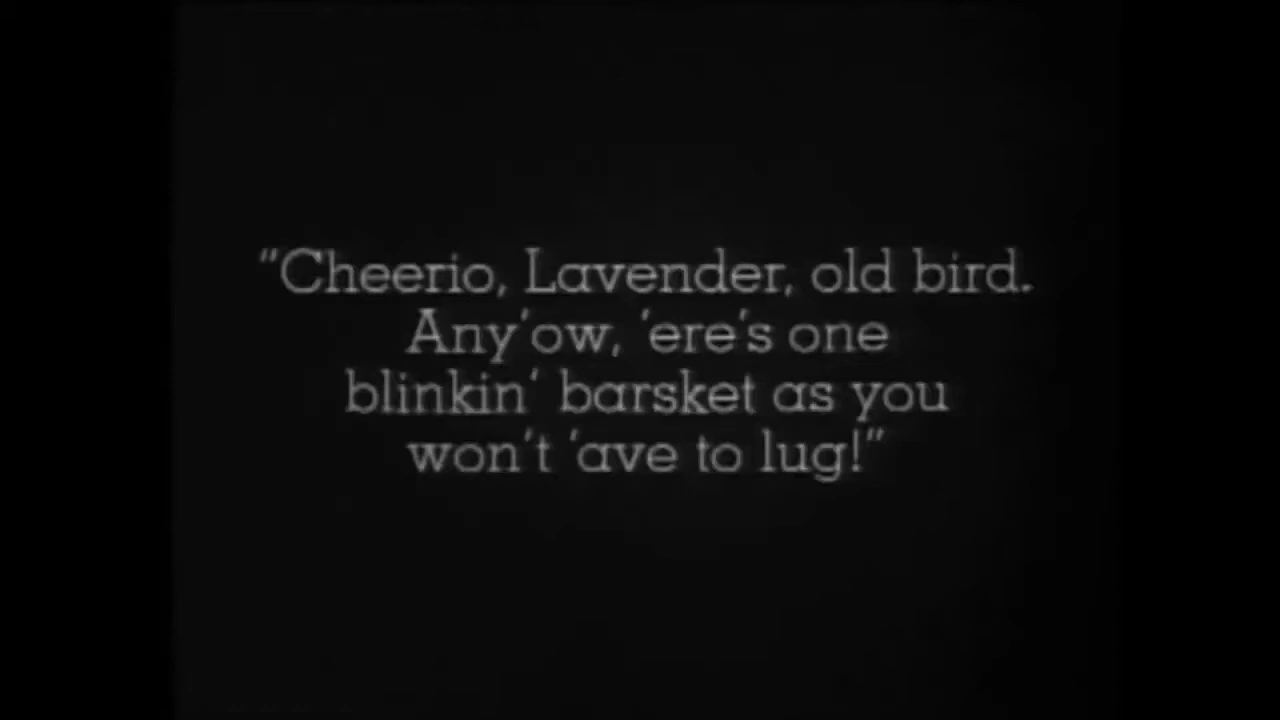 "Cheerio, Lavender, old bird.
Any'ow, 'ere's one
blinkin' barsket as you
won't 'ave to lug!"